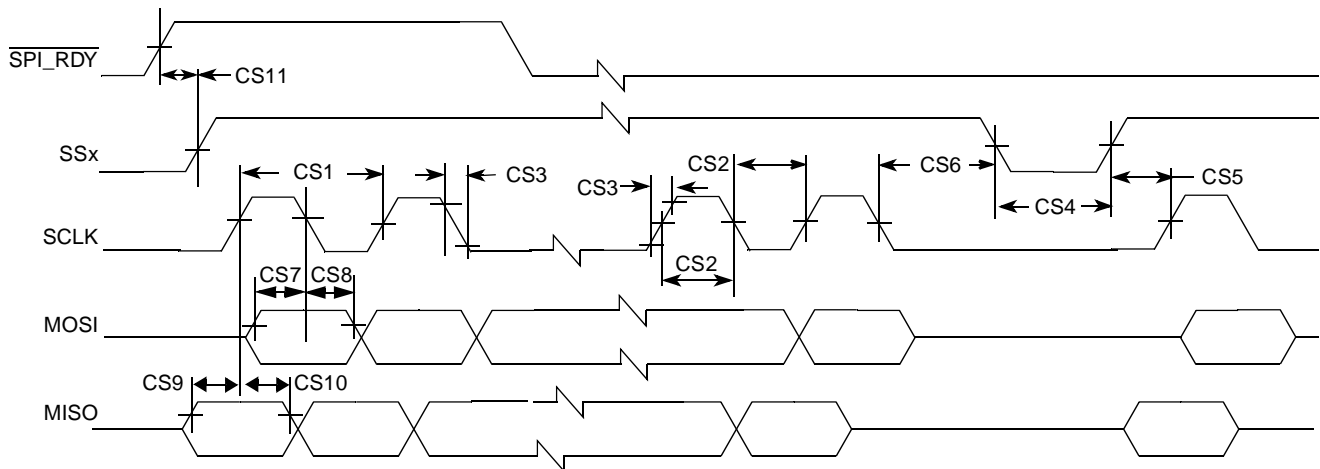 SPI_RDY
CS11
SSx
CS1
CS3
CS2
CS3
CS6
CS5
CS4
SCLK
CS2
CS7
CS8
MOSI
CS9
CS10
MISO